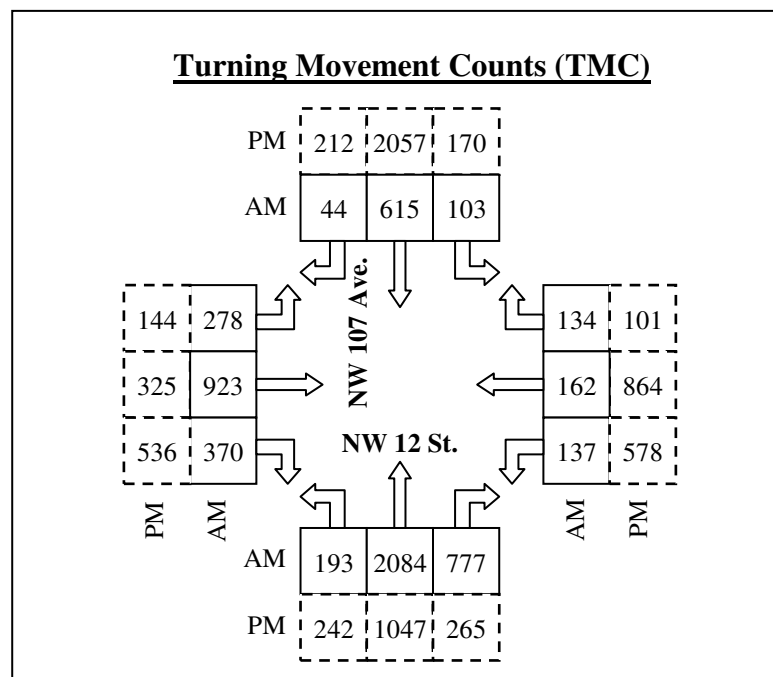 Turning Movement Counts (TMC)
PM 212 2057 170
AM 44 615 103
NW 107 Ave.
144 278 134 101
325 923 162 864
536 370 137 578
NW 12 St.
PM AM AM PM
AM 193 2084 777
PM 242 1047 265